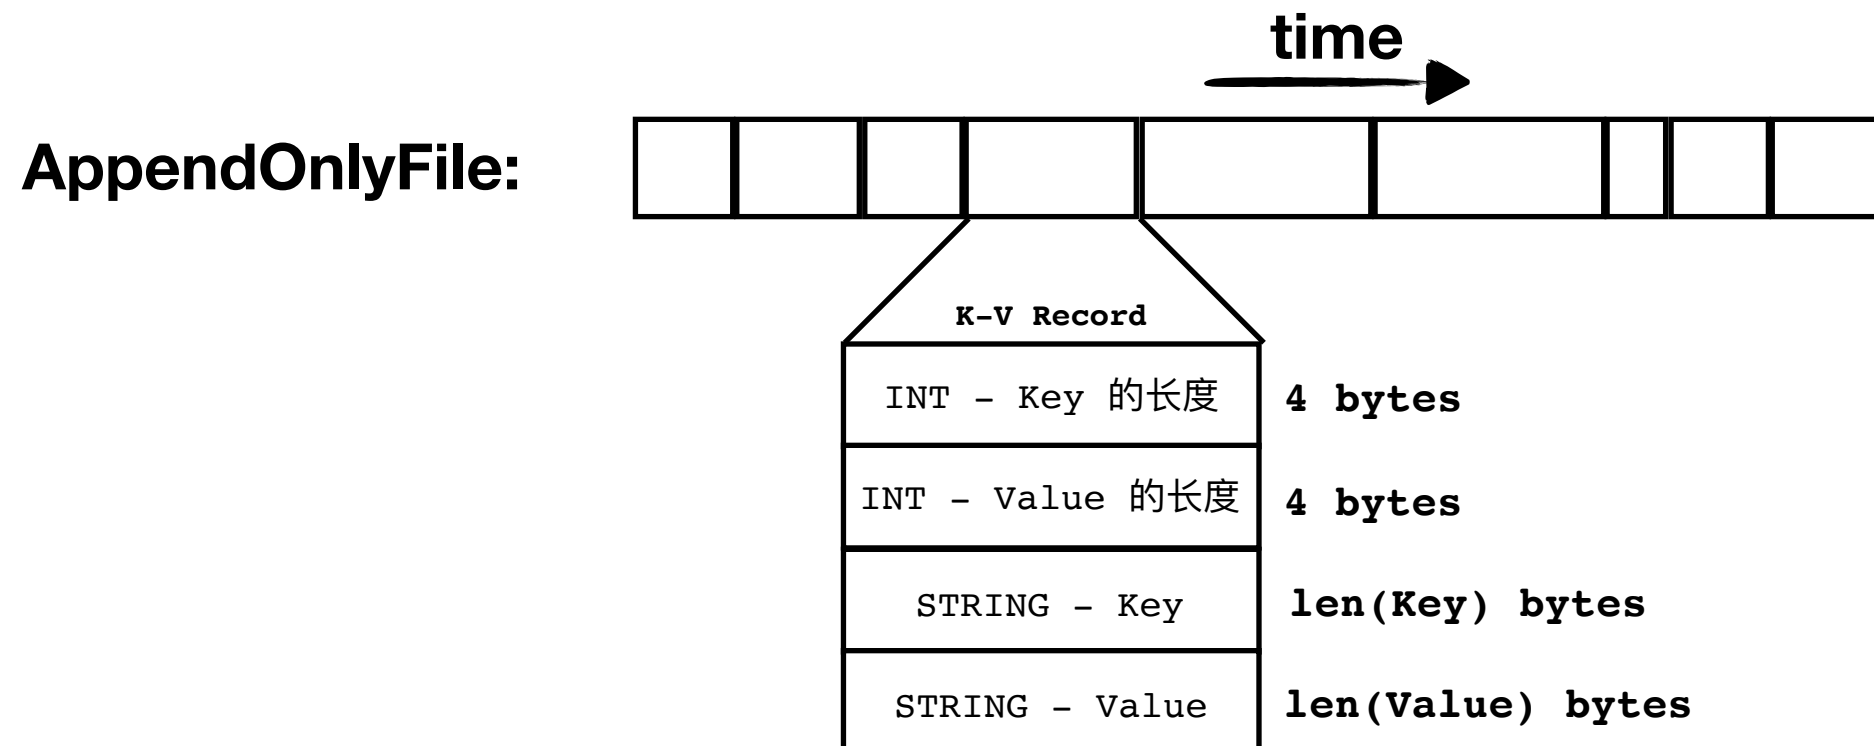 time
AppendOnlyFile:
K-V Record
INT - Key 的长度 4 bytes
INT - Value 的长度 4 bytes
STRING - Key len(Key) bytes
STRING - Value len(Value) bytes